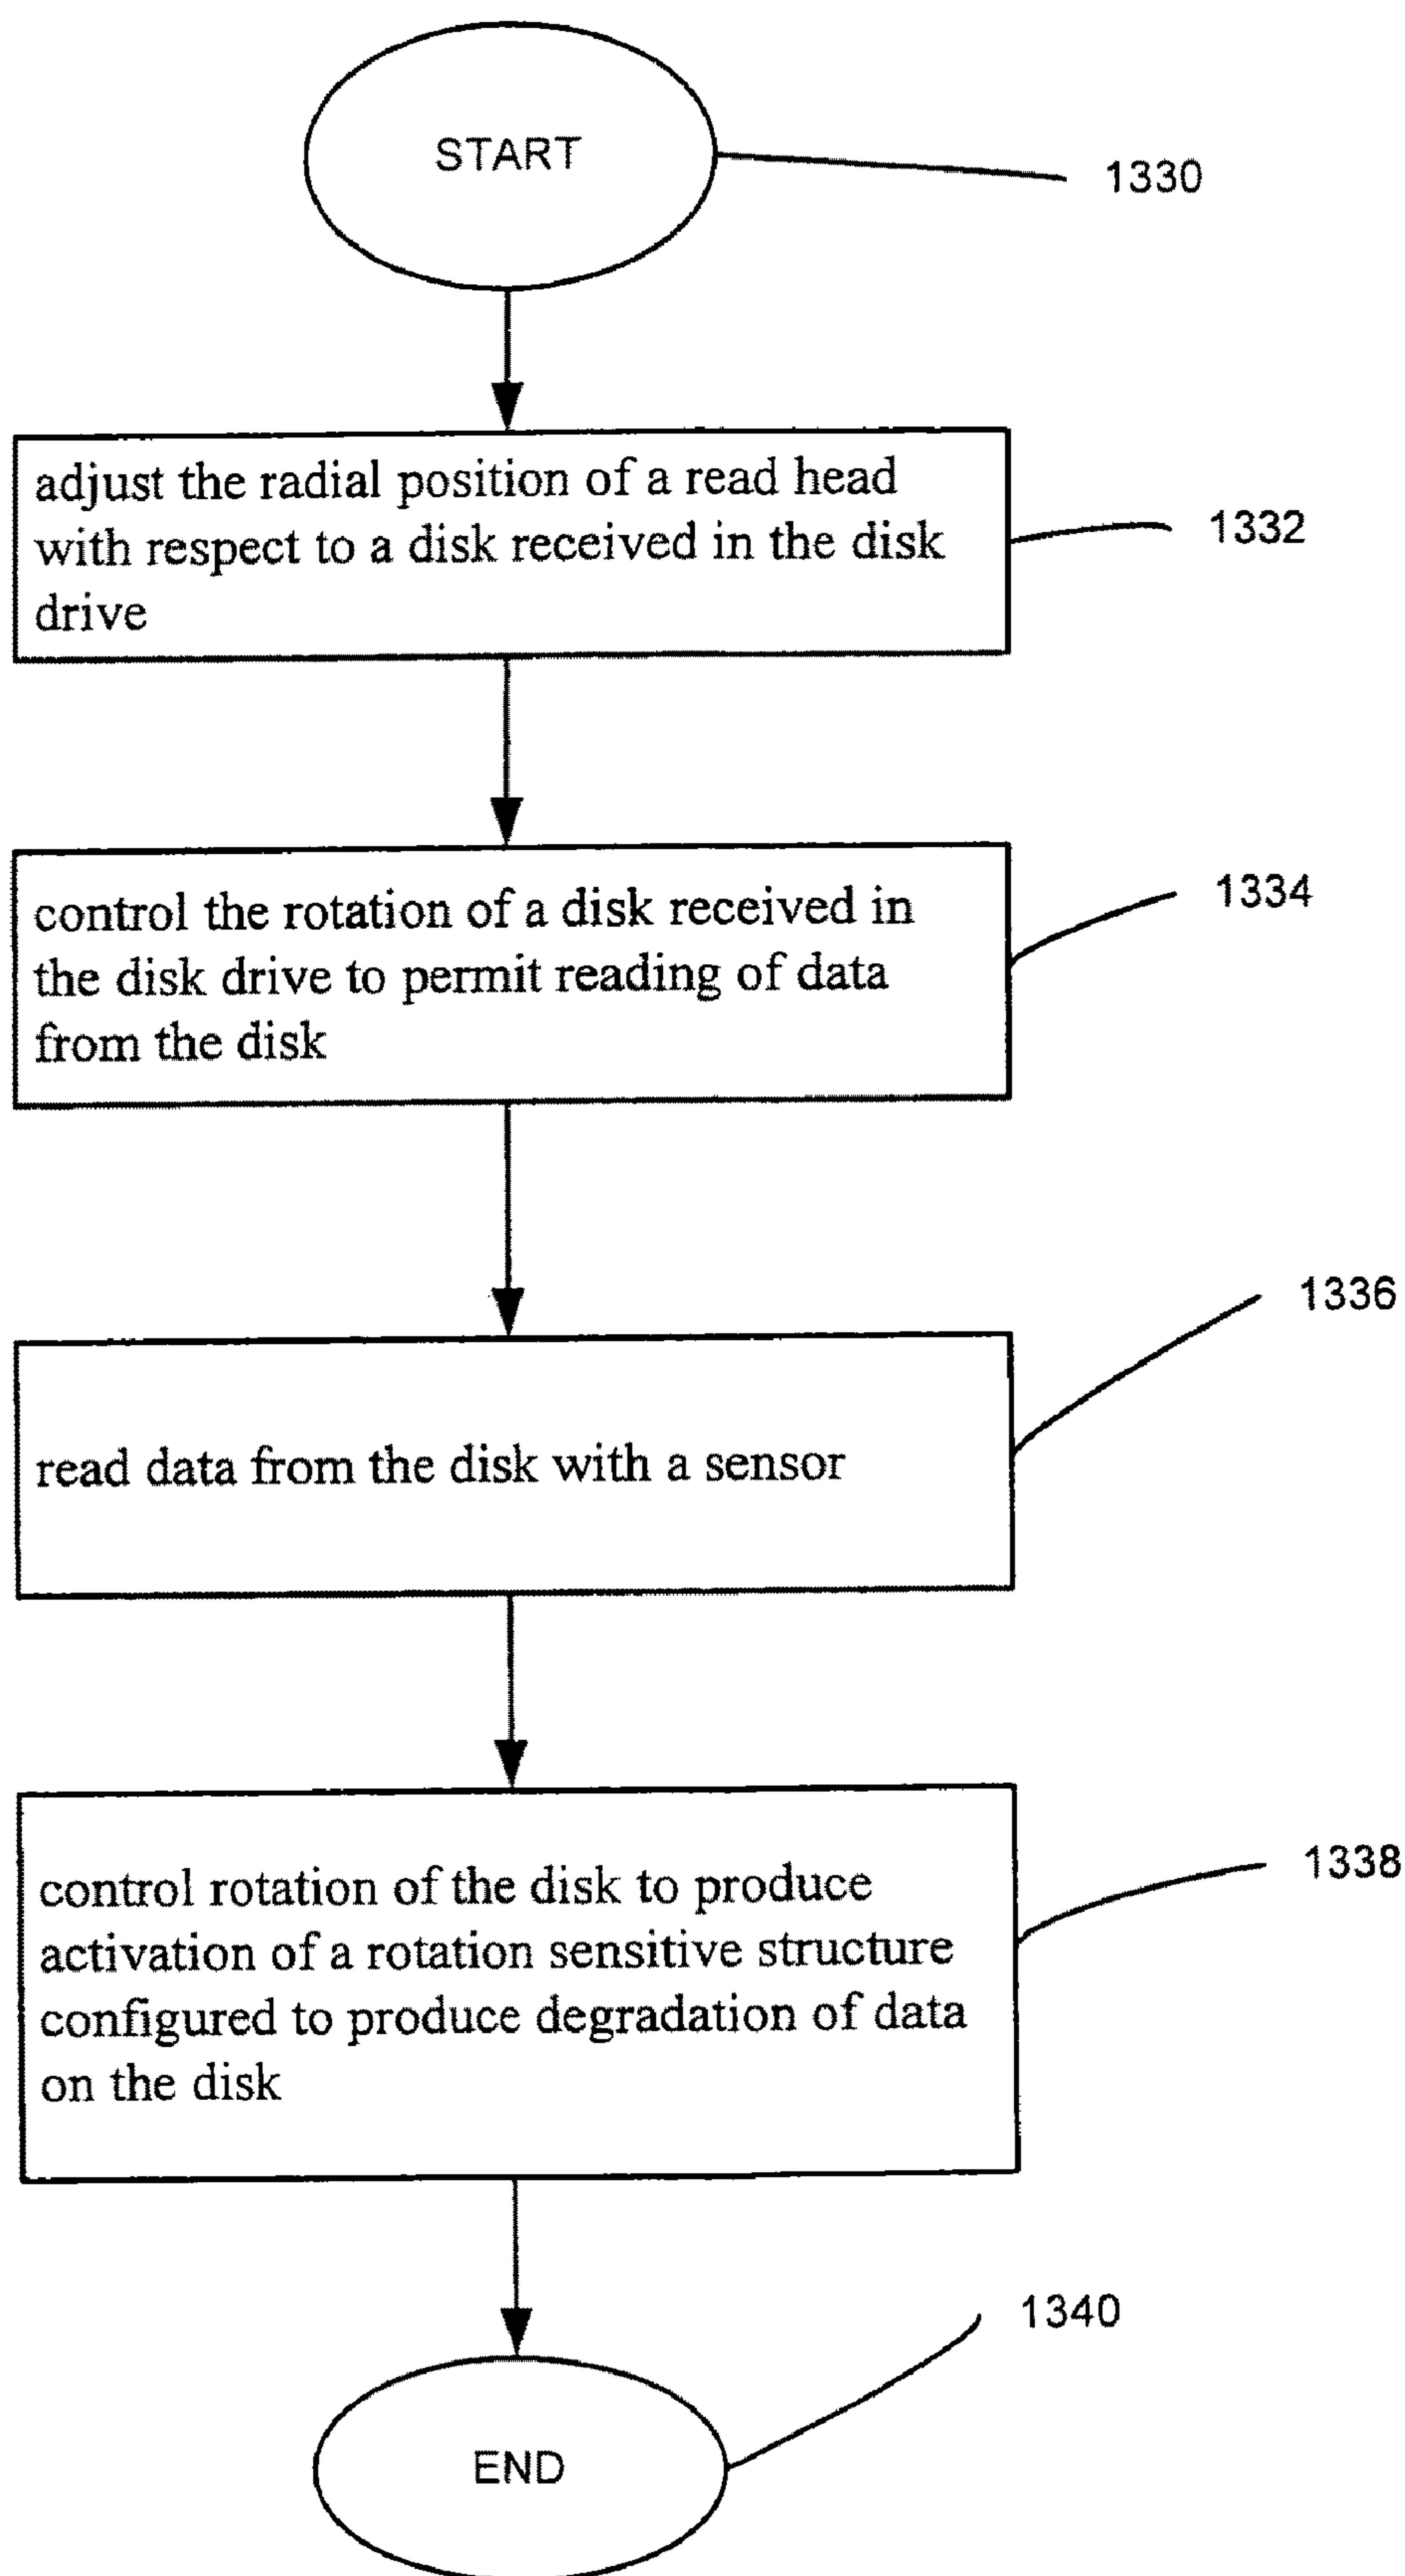 START
1330
adjust the radial position of a read head
with respect to a disk received in the disk
drive
1332
control the rotation of a disk received in
the disk drive to permit reading of data
from the disk
1334
read data from the disk with a sensor
1336
control rotation of the disk to produce
activation of a rotation sensitive structure
configured to produce degradation of data
on the disk
1338
END
1340